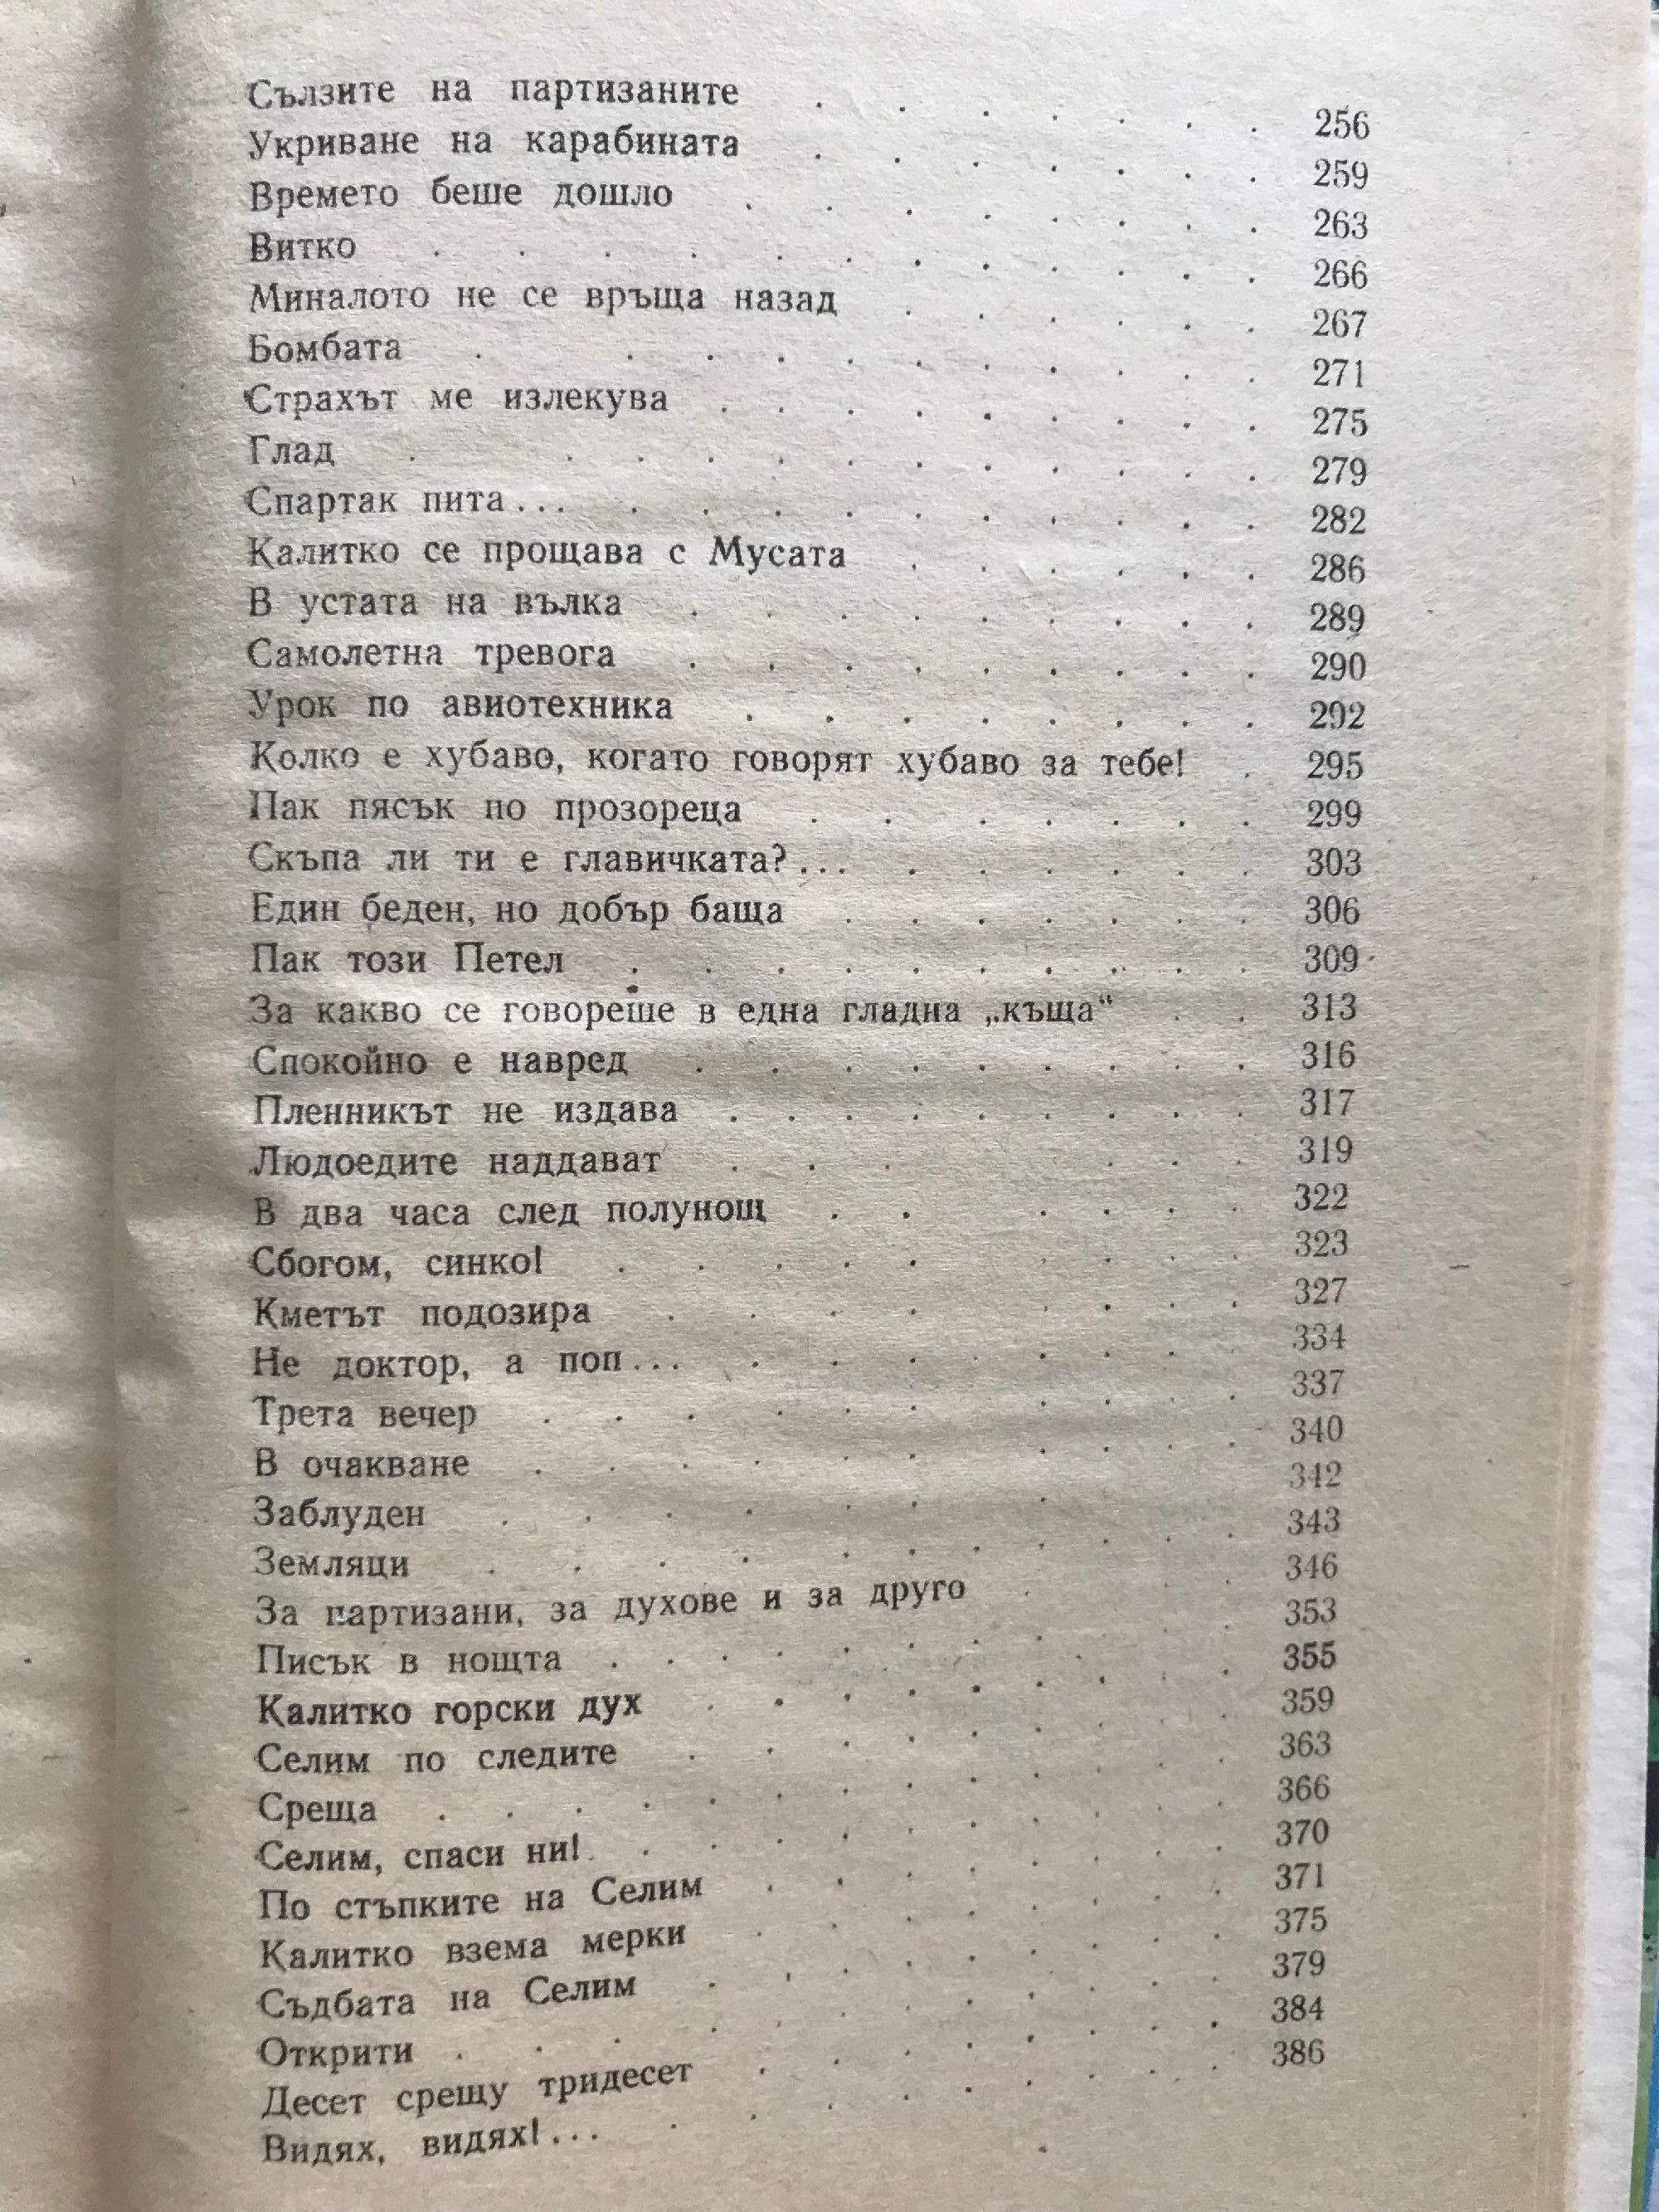 Сълзите на партизаните . . . . . . . 256
Укриване на карабината . . . . . . . 259
Времето беше дошло . . . . . . . . 263
Витко . . . . . . . . . . . . 266
Миналото не се връща назад . . . . . . 267
Бомбата . . . . . . . . . . . 271
Страхът ме излекува . . . . . . . . 275
Глад . . . . . . . . . . . . 279
Спартак пита... . . . . . . . . . . 282
Калитко се прощава с Мусата . . . . . . 286
В устата на вълка . . . . . . . . . 289
Самолетна тревога . . . . . . . . . 290
Урок по авиотехника . . . . . . . . 292
Колко е хубаво, когато говорят хубаво за тебе! . 295
Пак пясък по прозореца . . . . . . . 299
Скъпа ли ти е главичката?... . . . . . . 303
Един беден, но добър баща . . . . . . . 306
Пак този Петел . . . . . . . . . . 309
За какво се говореше в една гладна „къща“ . . 313
Спокойно е навред . . . . . . . . . 316
Пленникът не издава . . . . . . . . 317
Людоедите наддават . . . . . . . . 319
В два часа след полунощ . . . . . . 322
Сбогом, синко! . . . . . . . . . . 323
Кметът подозира . . . . . . . . . 327
Не доктор, а поп... . . . . . . . . 334
Трета вечер . . . . . . . . . . . 337
В очакване . . . . . . . . . . . 340
Заблуден . . . . . . . . . . . 342
Земляци . . . . . . . . . . . 343
За партизани, за духове и за друго . . . . 346
Писък в нощта . . . . . . . . . . 353
Калитко горски дух . . . . . . . . 355
Селим по следите . . . . . . . . . 359
Среща . . . . . . . . . . . . 363
Селим, спаси ни! . . . . . . . . . 366
По стъпките на Селим . . . . . . . 370
Калитко взема мерки . . . . . . . 371
Съдбата на Селим . . . . . . . . 375
Открити . . . . . . . . . . . 379
Десет срещу тридесет . . . . . . . 384
Видях, видях!... . . . . . . . . 386